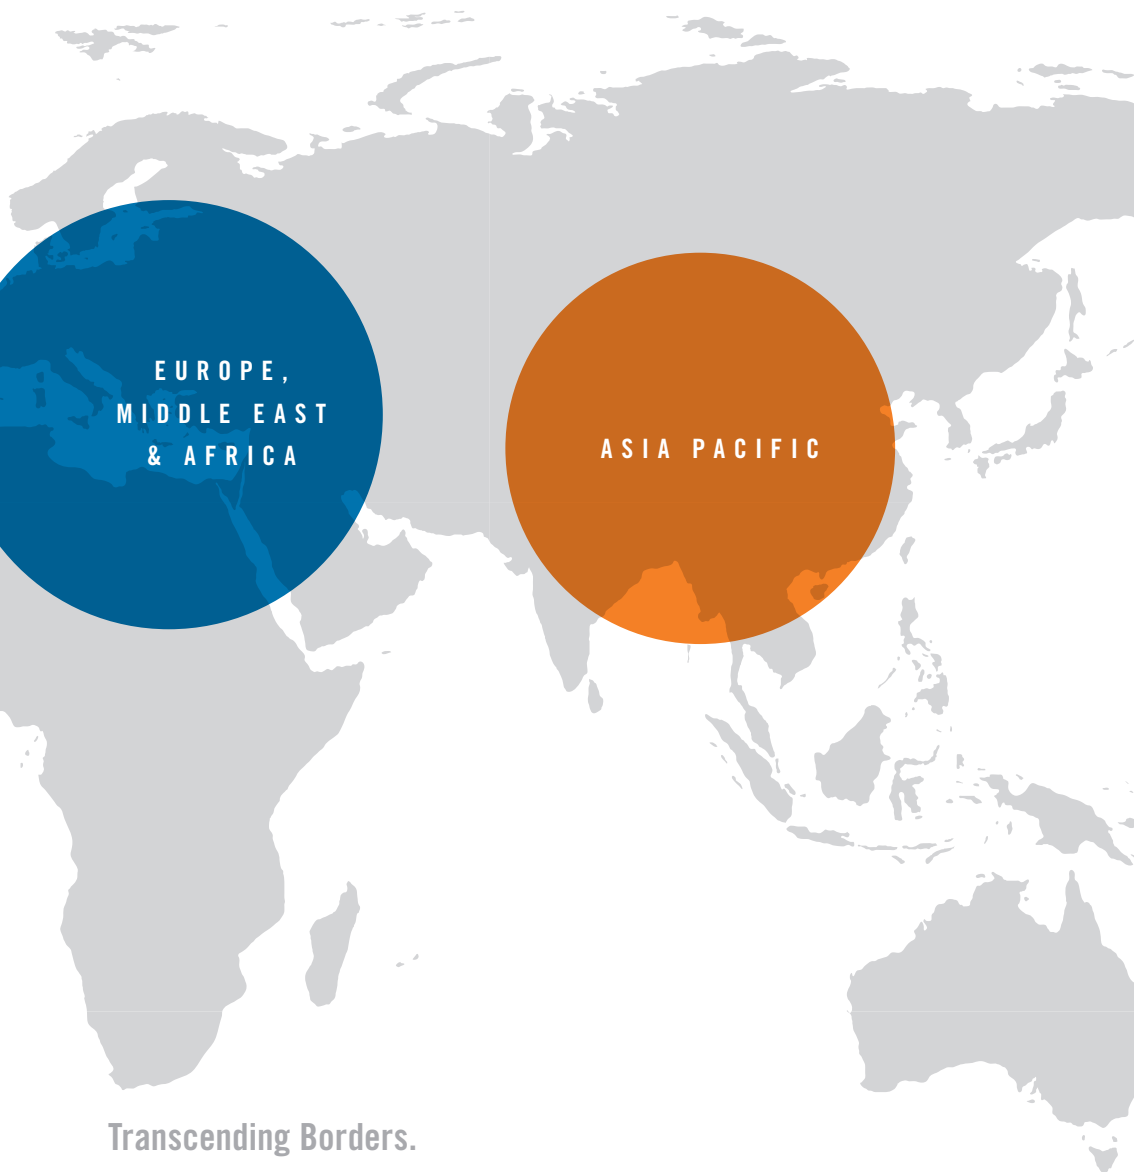 EUROPE,
MIDDLE EAST
& AFRICA
ASIA PACIFIC
Transcending Borders.